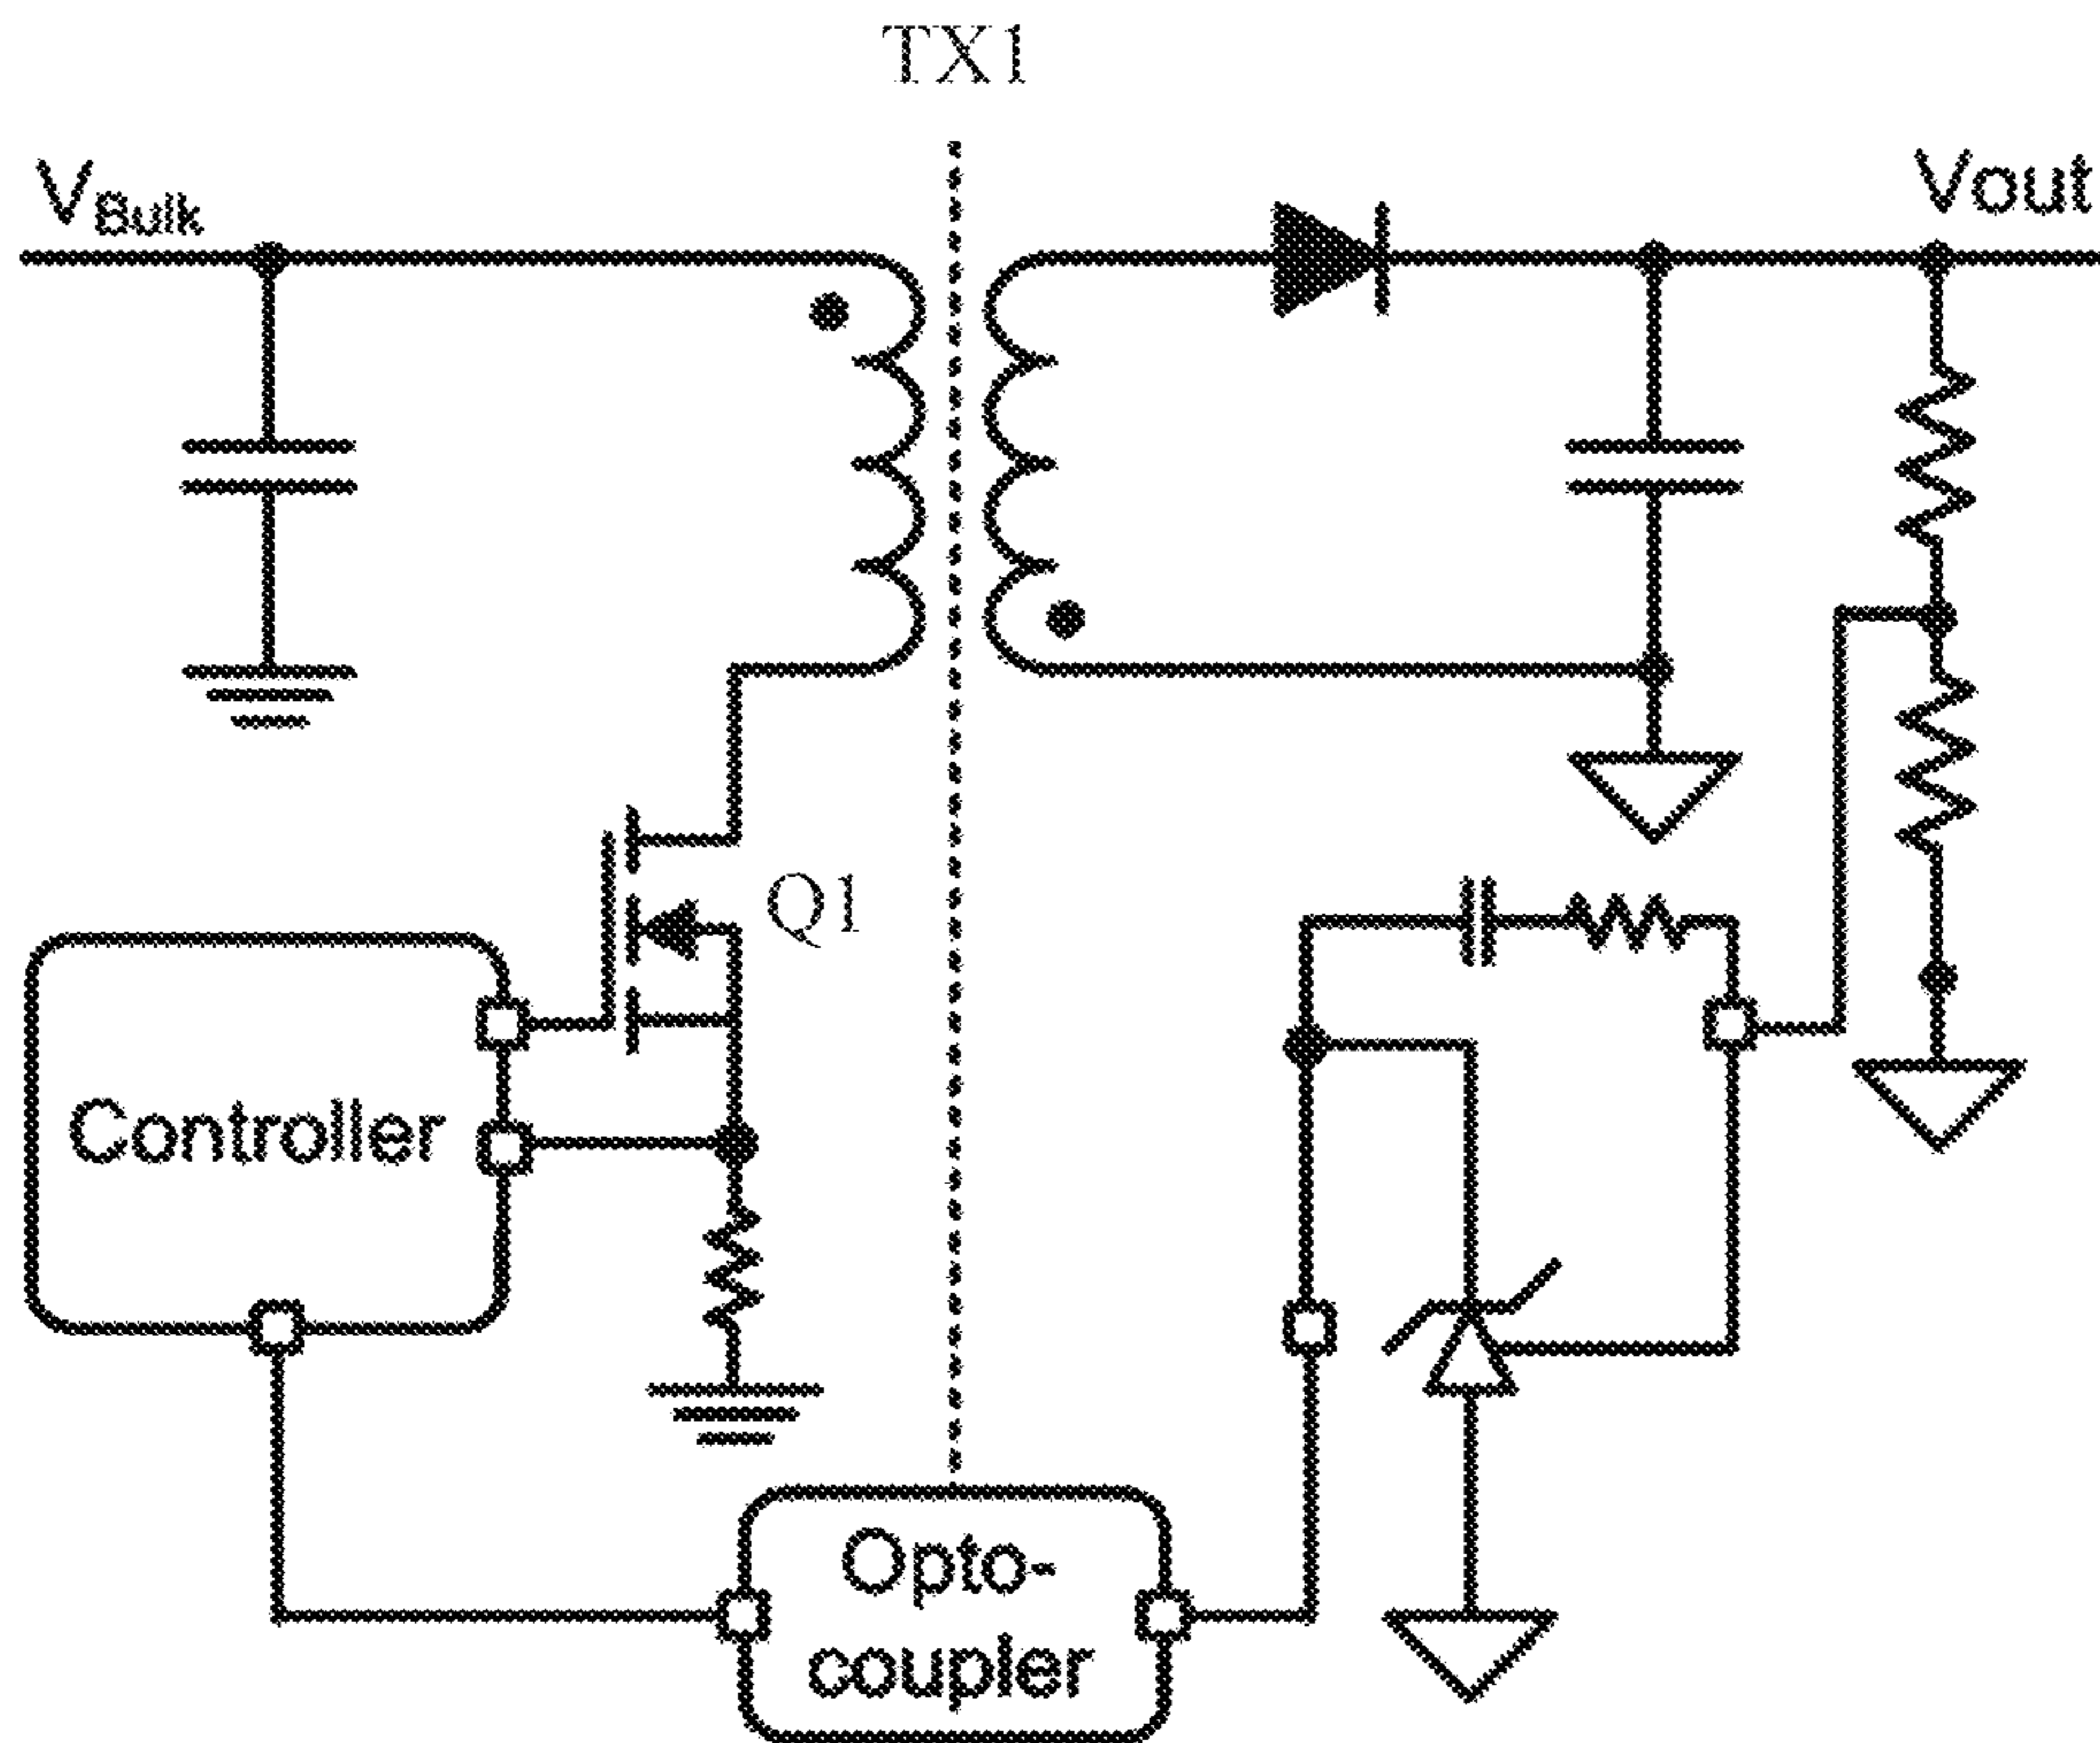 TX1
VBulk
Vout
Q1
Controller
Opto-
coupler